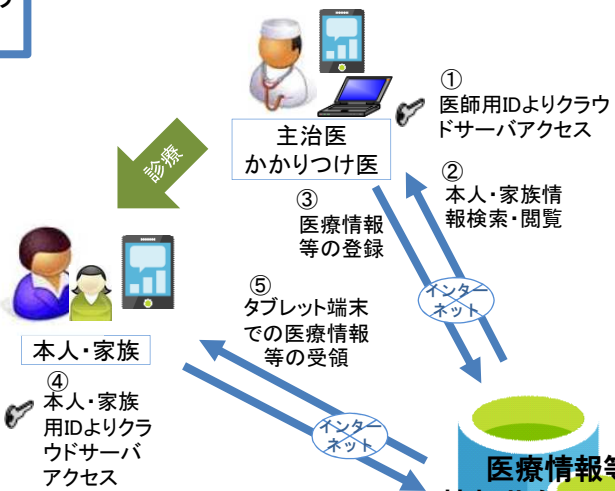 ①
医師用IDよりクラウ
ドサーバアクセス
主治医
かかりつけ医
診療
②
本人・家族情
報検索・閲覧
③
医療情報
等の登録
インター
ネット
⑤
タブレット端末
での医療情報
等の受領
本人・家族
④
本人・家族
用IDよりクラ
ウドサーバ
アクセス
インター
ネット
医療情報等